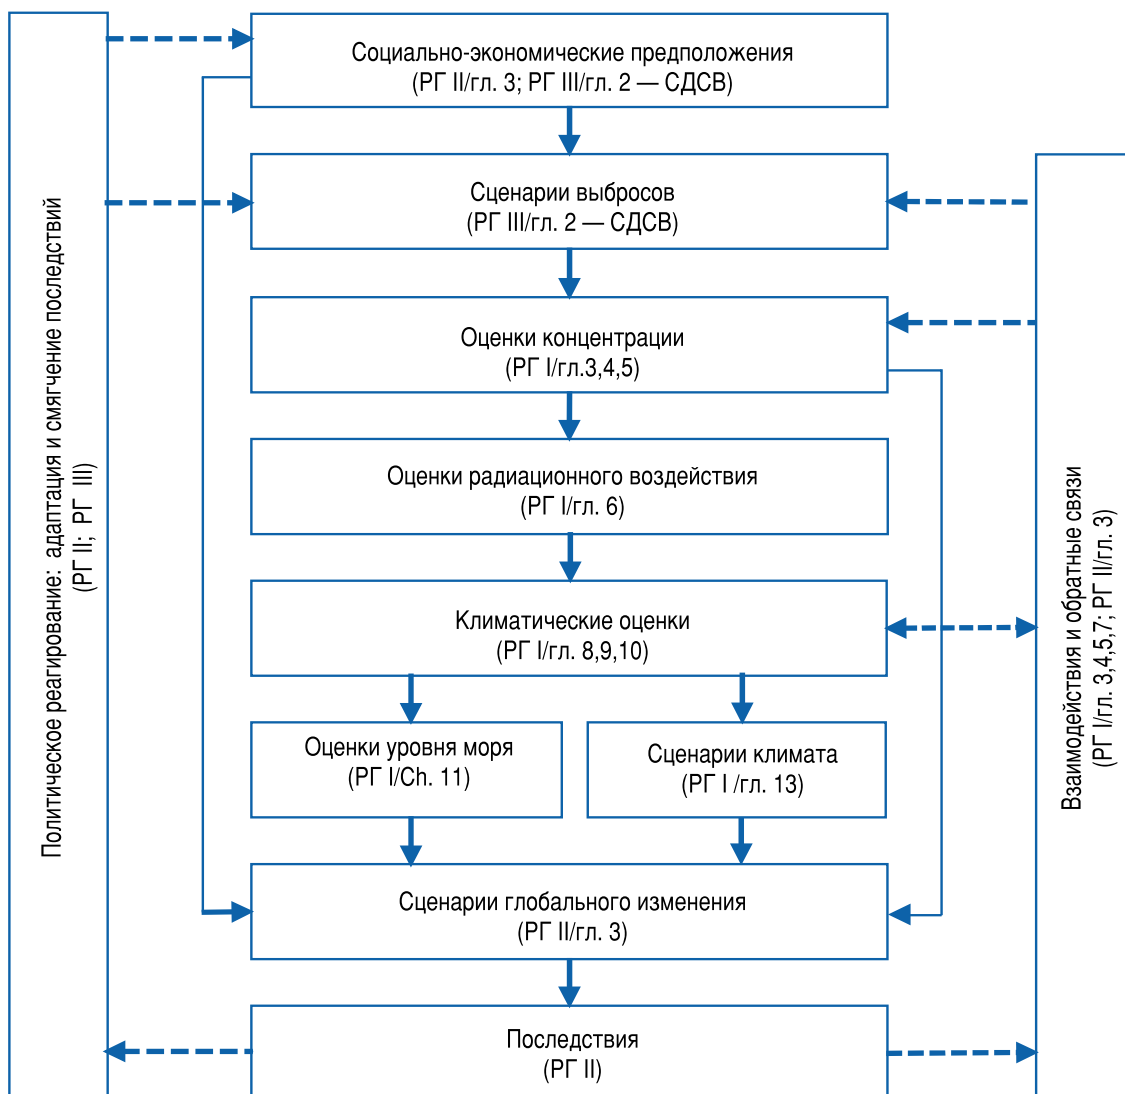 Социально-экономические предположения
(РГ II/гл. 3; РГ III/гл. 2 — СДСВ)
Сценарии выбросов
(РГ III/гл. 2 — СДСВ)
Оценки концентрации
(РГ I/гл.3,4,5)
Оценки радиационного воздействия
(РГ I/гл. 6)
Климатические оценки
(РГ I/гл. 8,9,10)
Оценки уровня моря
(РГ I/Ch. 11)
Сценарии климата
(РГ I /гл. 13)
Сценарии глобального изменения
(РГ II/гл. 3)
Последствия
(РГ II)
Политическое реагирование: адаптация и смягчение последствий
(РГ II; РГ III)
Взаимодействия и обратные связи
(РГ I/гл. 3,4,5,7; РГ II/гл. 3)